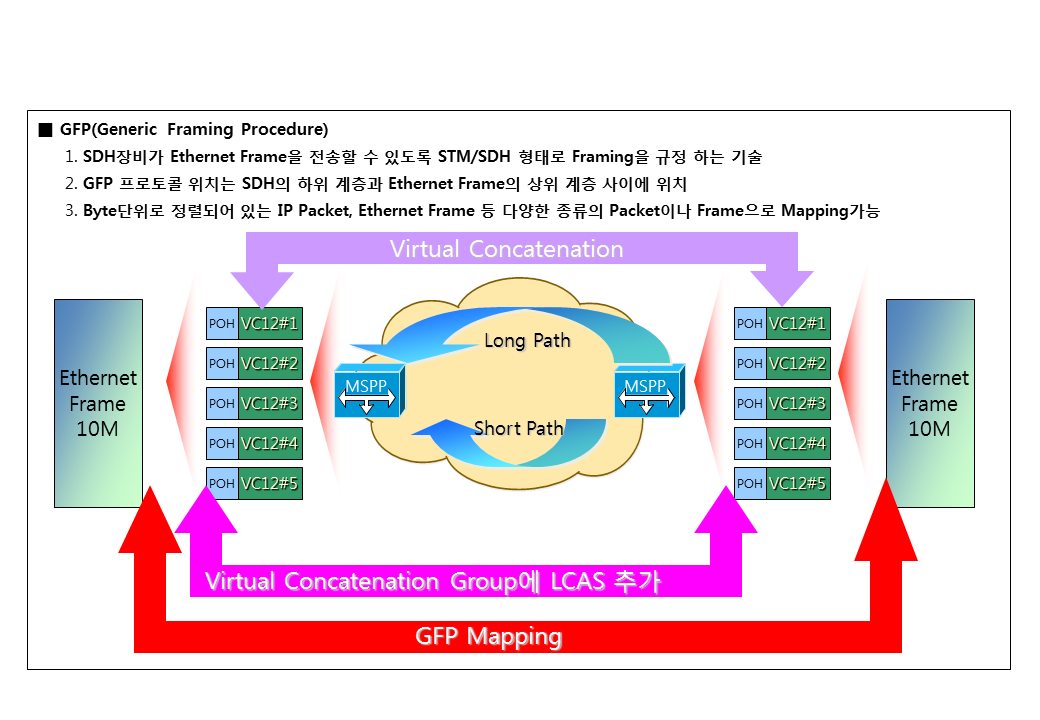 ■ GFP(Generic Framing Procedure)
1. SDH장비가 Ethernet Frame을 전송할 수 있도록 STM/SDH 형태로 Framing을 규정 하는 기술
2. GFP 프로토콜 위치는 SDH의 하위 계층과 Ethernet Frame의 상위 계층 사이에 위치
3. Byte단위로 정렬되어 있는 IP Packet, Ethernet Frame 등 다양한 종류의 Packet이나 Frame으로 Mapping가능
Virtual Concatenation
Ethernet
Frame
10M
POH VC12#1
POH VC12#2
POH VC12#3
POH VC12#4
POH VC12#5
MSPP
Long Path
Short Path
MSPP
POH VC12#1
POH VC12#2
POH VC12#3
POH VC12#4
POH VC12#5
Ethernet
Frame
10M
Virtual Concatenation Group에 LCAS 추가
GFP Mapping